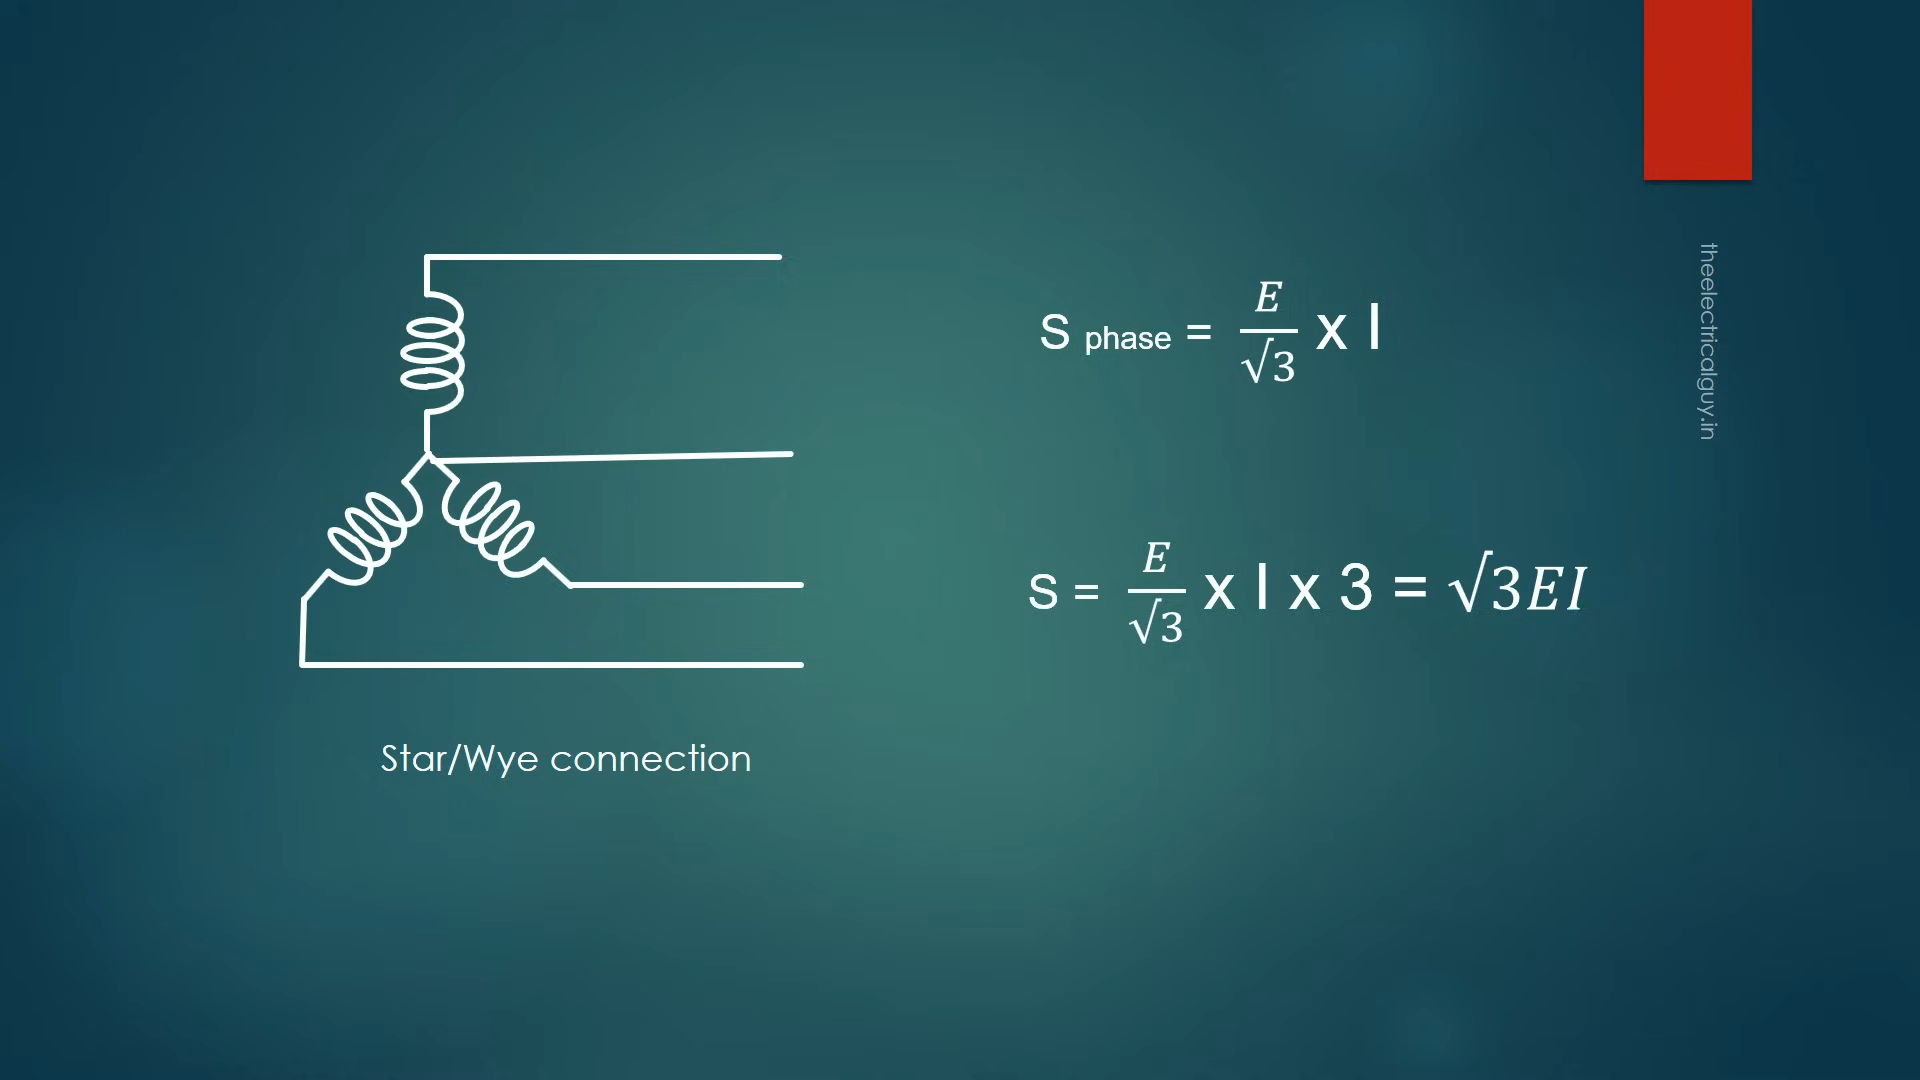 S phase = E/√3 x I
S = E/√3 x I x 3 = √3EI
Star/Wye connection
theelectricalguy.in